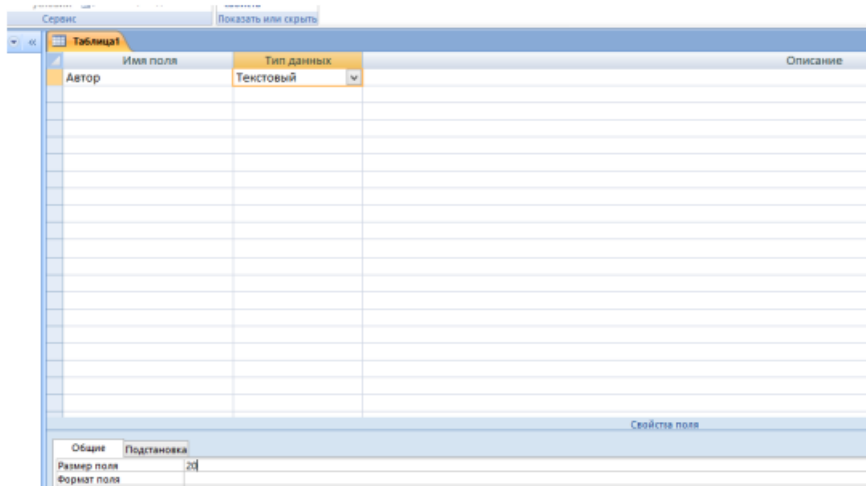 Сервис
Показать или скрыть
Таблица1
Имя поля
Тип данных
Описание
Автор
Текстовый
Свойства поля
Общие
Подстановка
Размер поля
20
Формат поля